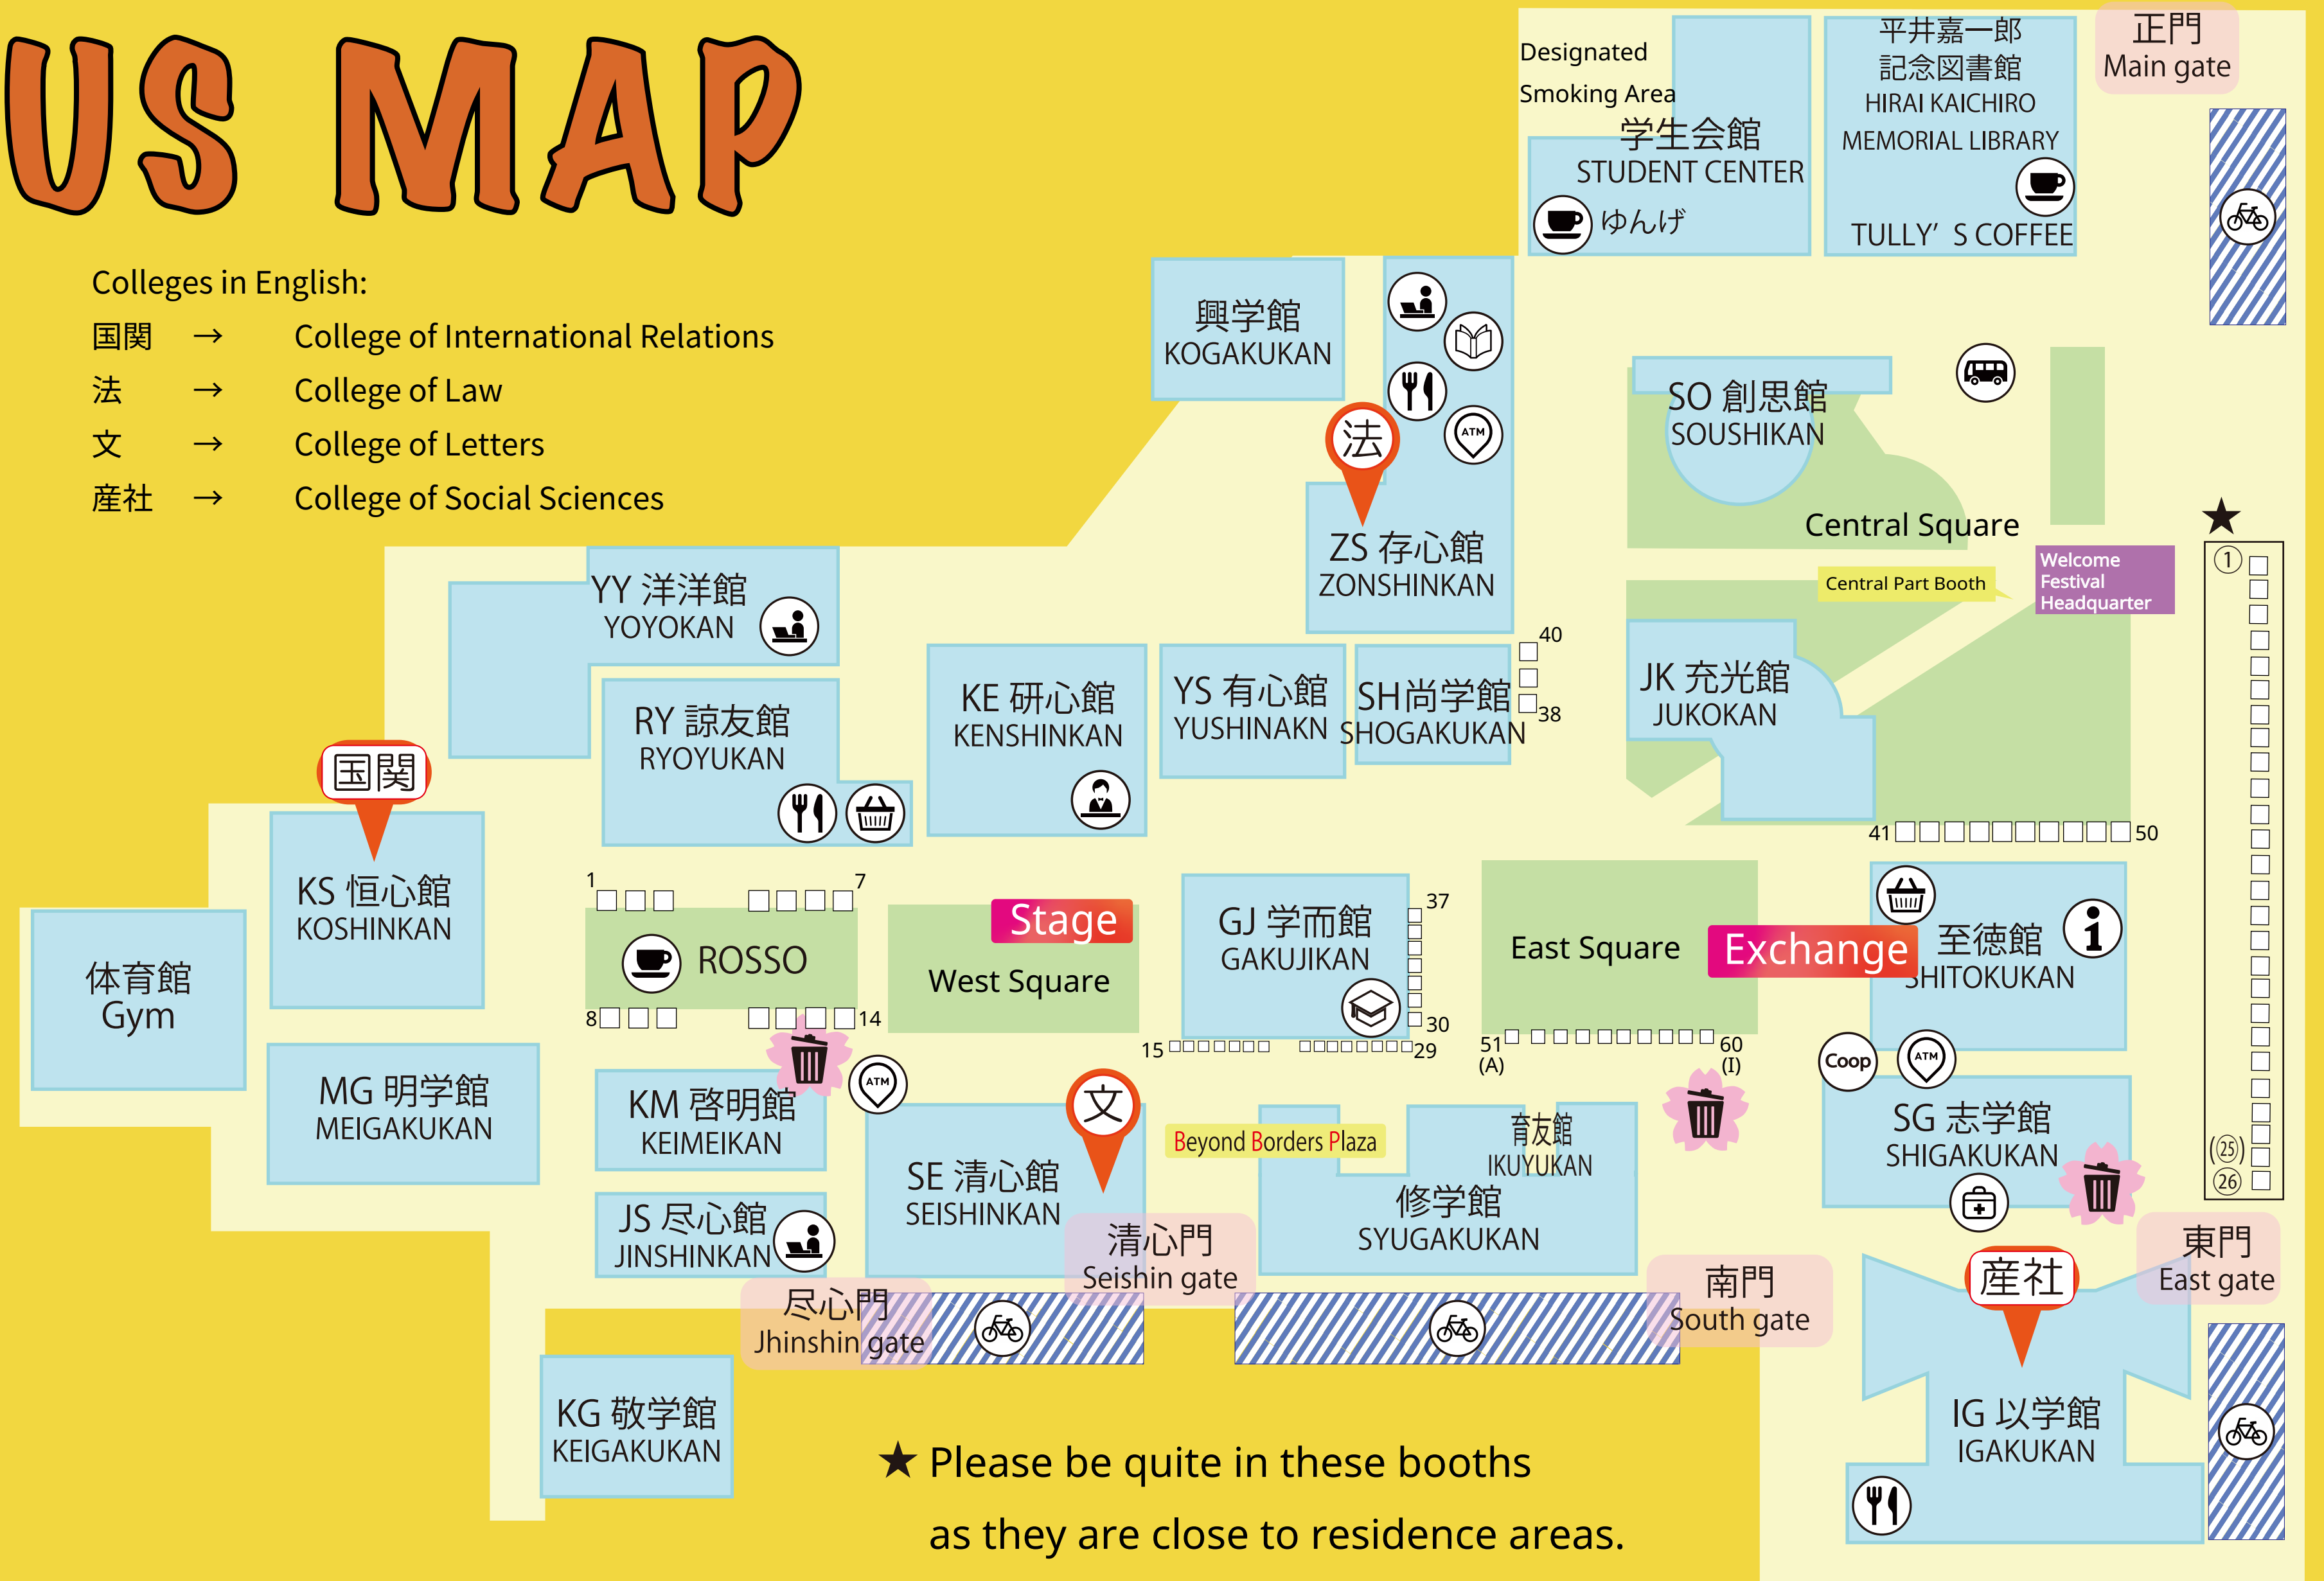 US MAP
Colleges in English:
国関 → College of International Relations
法 → College of Law
文 → College of Letters
産社 → College of Social Sciences
Designated
Smoking Area
学生会館
STUDENT CENTER
ゆんげ
平井嘉一郎
記念図書館
HIRAI KAICHIRO
MEMORIAL LIBRARY
TULLY’S COFFEE
正門
Main gate
興学館
KOGAKUKAN
ATM
法
ZS 存心館
ZONSHINKAN
SO 創思館
SOUSHIKAN
Central Square
Central Part Booth
Welcome
Festival
Headquarter
★
①
(㉕)
㉖
YY 洋洋館
YOYOKAN
RY 諒友館
RYOYUKAN
KE 研心館
KENSHINKAN
YS 有心館
YUSHINAKN
SH尚学館
SHOGAKUKAN
40
38
JK 充光館
JUKOKAN
41
50
国関
KS 恒心館
KOSHINKAN
体育館
Gym
MG 明学館
MEIGAKUKAN
1
7
ROSSO
8
14
Stage
West Square
GJ 学而館
GAKUJIKAN
37
30
15
29
East Square
51
(A)
60
(I)
Exchange
至徳館
SHITOKUKAN
Coop
ATM
SG 志学館
SHIGAKUKAN
KM 啓明館
KEIMEIKAN
ATM
JS 尽心館
JINSHINKAN
文
SE 清心館
SEISHINKAN
Beyond Borders Plaza
育友館
IKUYUKAN
修学館
SYUGAKUKAN
清心門
Seishin gate
尽心門
Jhinshin gate
南門
South gate
東門
East gate
産社
IG 以学館
IGAKUKAN
KG 敬学館
KEIGAKUKAN
★ Please be quite in these booths
as they are close to residence areas.